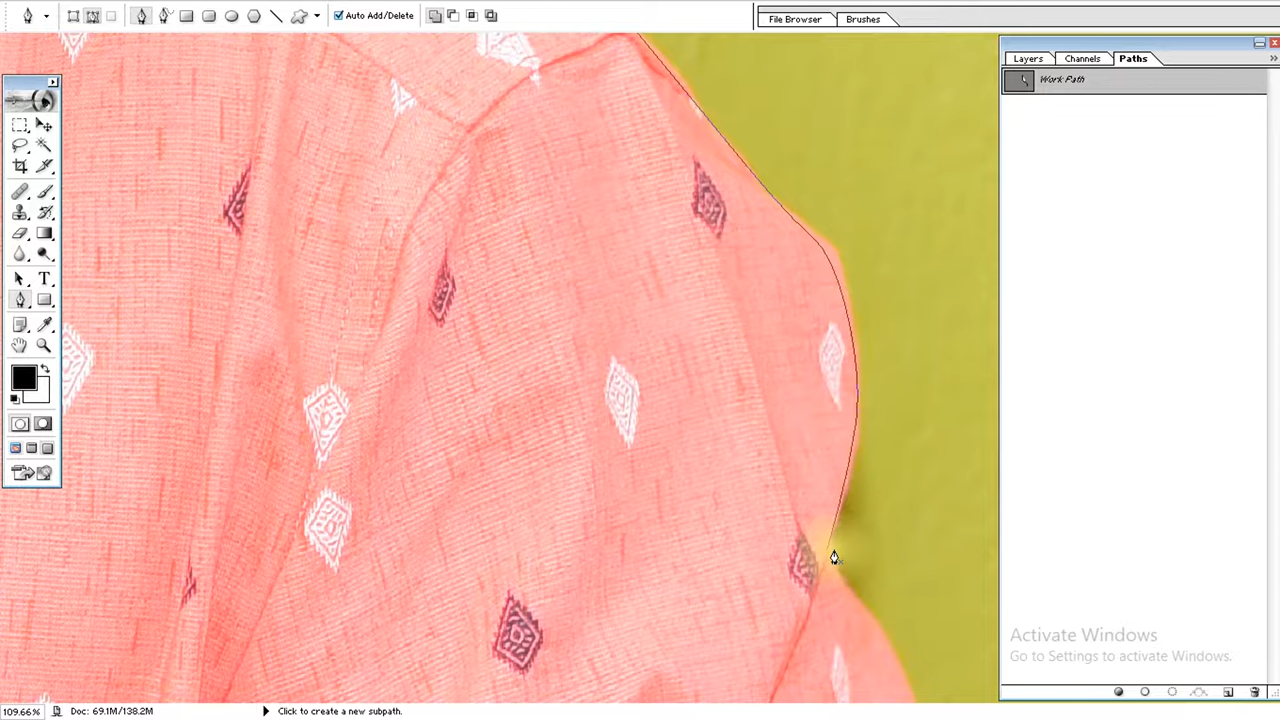 Auto Add/Delete
File Browser
Brushes
Layers
Channels
Paths
Work Path
T
Activate Windows
Go to Settings to activate Windows.
109.66%
Doc: 69.1M/138.2M
Click to create a new subpath.